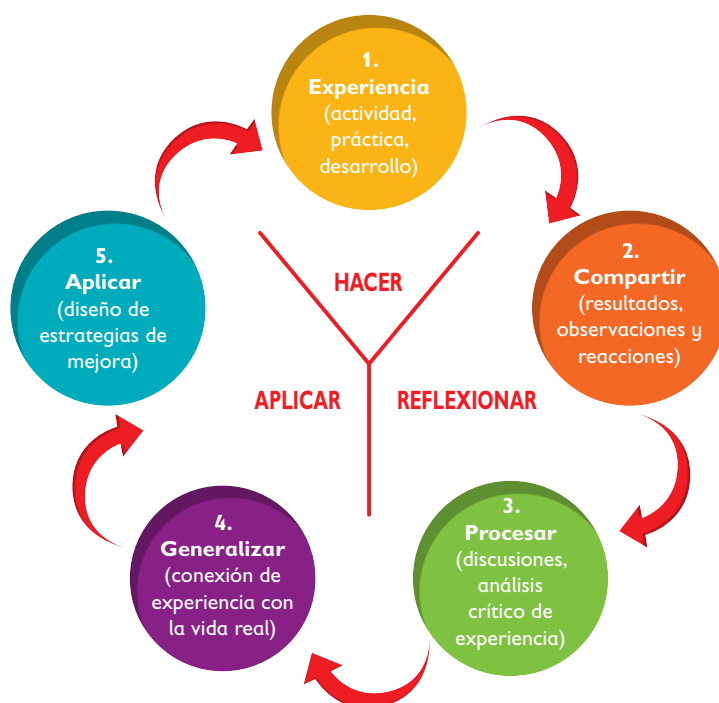 1.
Experiencia
(actividad,
práctica,
desarrollo)
2.
Compartir
(resultados,
observaciones y
reacciones)
3.
Procesar
(discusiones,
análisis
crítico de
experiencia)
4.
Generalizar
(conexión de
experiencia con
la vida real)
5.
Aplicar
(diseño de
estrategias de
mejora)
HACER
APLICAR
REFLEXIONAR